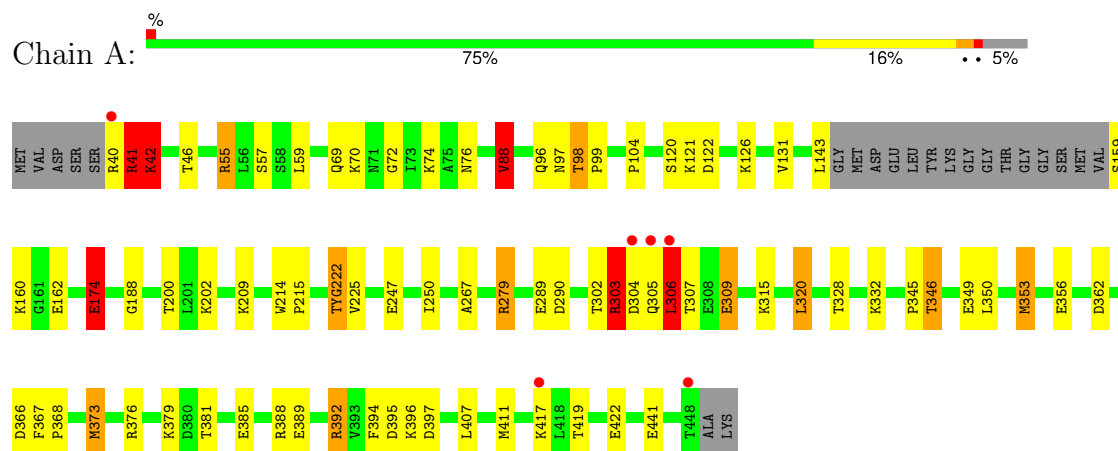 %
Chain A:
75% 16% • • 5%
MET VAL ASP SER SER R40 R41 K42 T46 R55 L56 S57 S58 L59 Q69 K70 N71 G72 I73 K74 A75 N76 V88 Q96 N97 T98 P99 P104 S120 K121 D122 K126 V131 L143 GLY MET ASP GLU LEU TYR LYS GLY GLY THR GLY GLY SER MET VAL S159
K160 G161 E162 E174 G188 T200 L201 K202 K209 W214 P215 TYG222 V225 E247 I250 A267 R279 E289 D290 T302 R303 D304 Q305 L306 T307 E308 E309 K315 L320 T328 K332 P345 T346 E349 L350 M353 E356 D362
D366 F367 P368 M373 R376 K379 D380 T381 E385 R388 E389 R392 V393 F394 D395 K396 D397 L407 M411 K417 L418 T419 E422 E441 T448 ALA LYS